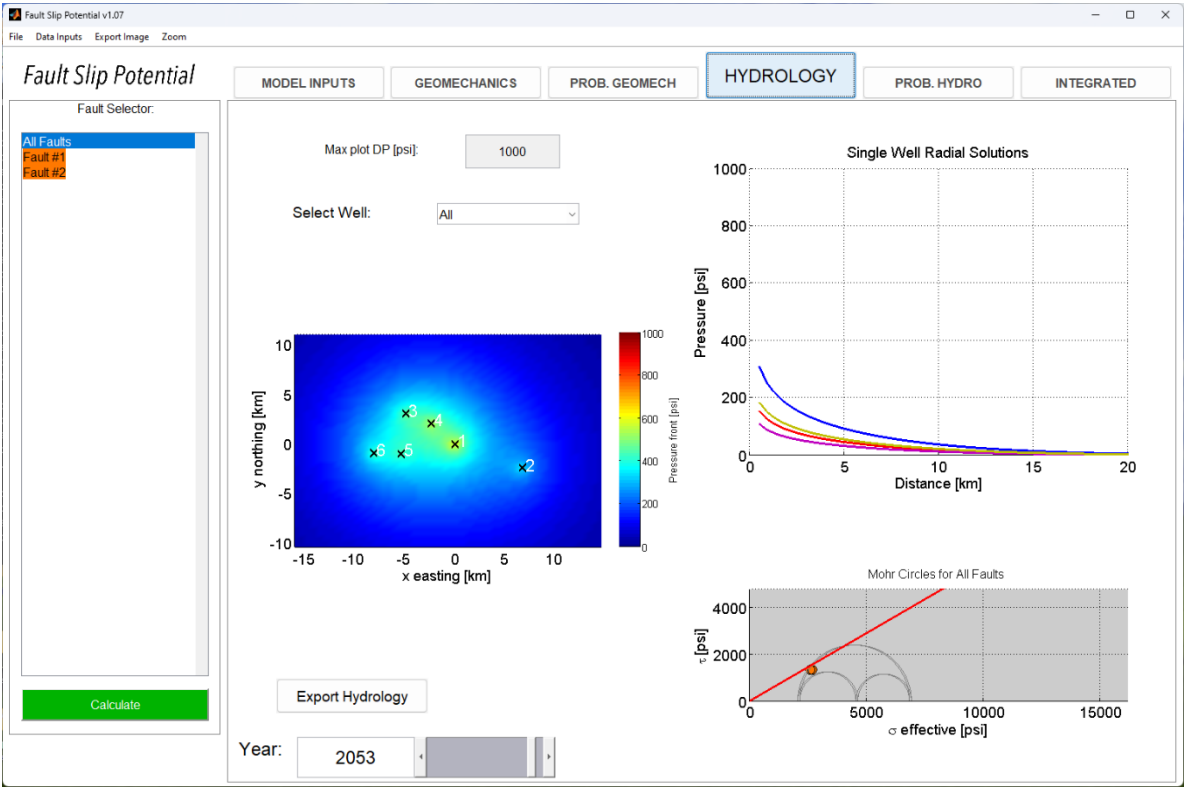 Fault Slip Potential v1.07
File Data Inputs Export Image Zoom
Fault Slip Potential
MODEL INPUTS GEOMECHANICS PROB. GEOMECH HYDROLOGY PROB. HYDRO INTEGRATED
Fault Selector:
All Faults
Fault #1
Fault #2
Calculate
Max plot DP [psi]: 1000
Select Well: All
10
5
0
-5
-10
-15 -10 -5 0 5 10
y northing [km]
x easting [km]
3
4
1
6 5
2
1000
800
600
400
200
0
Pressure front [psi]
Export Hydrology
Year: 2053
Single Well Radial Solutions
1000
800
600
400
200
0
0 5 10 15 20
Pressure [psi]
Distance [km]
Mohr Circles for All Faults
4000
2000
0
0 5000 10000 15000
τ [psi]
σ effective [psi]